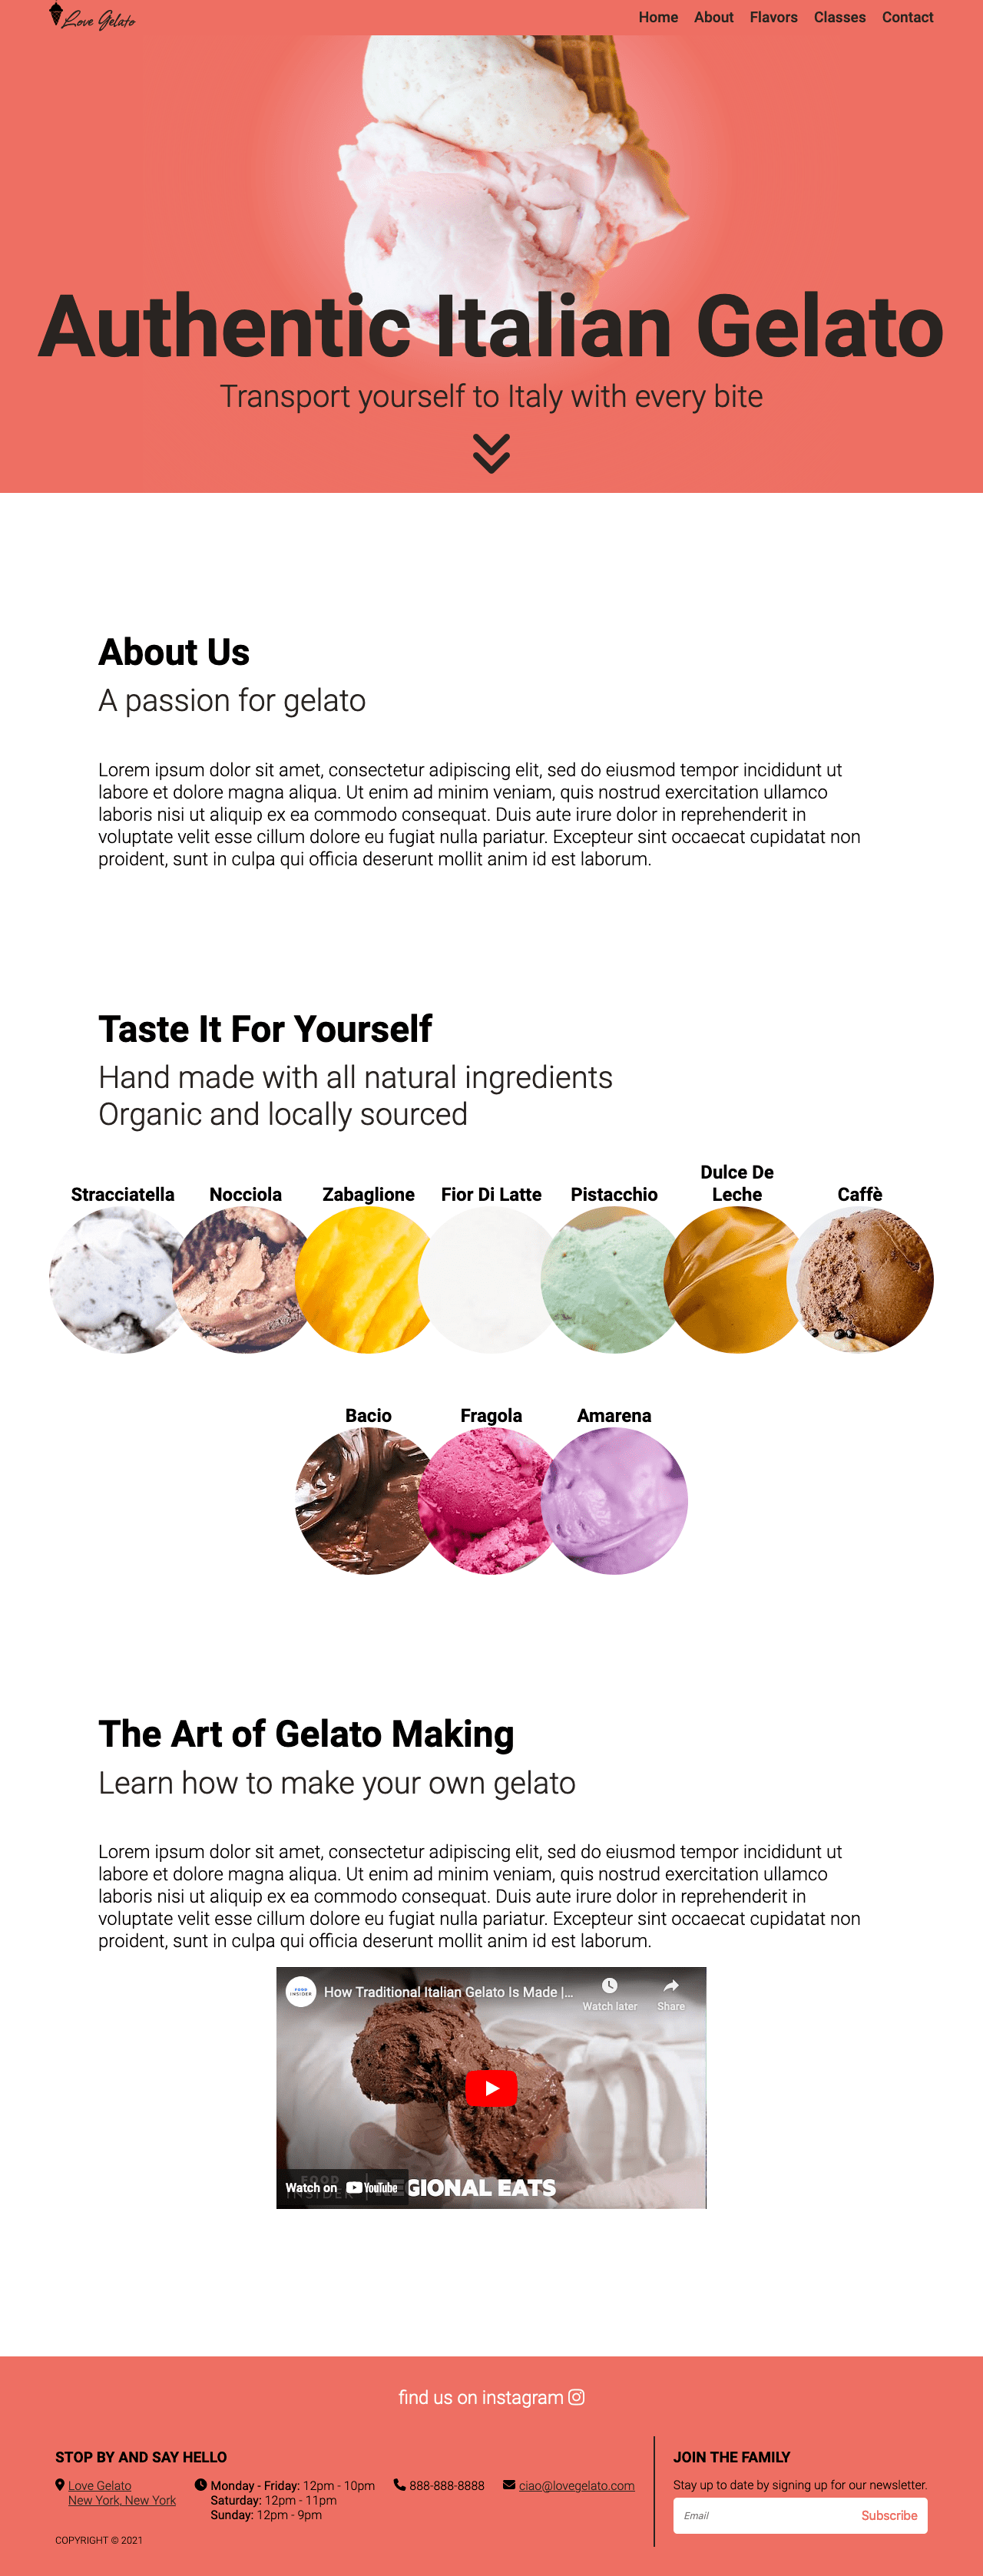 Love Gelato
Home About Flavors Classes Contact
Authentic Italian Gelato
Transport yourself to Italy with every bite
About Us
A passion for gelato
Lorem ipsum dolor sit amet, consectetur adipiscing elit, sed do eiusmod tempor incididunt ut
labore et dolore magna aliqua. Ut enim ad minim veniam, quis nostrud exercitation ullamco
laboris nisi ut aliquip ex ea commodo consequat. Duis aute irure dolor in reprehenderit in
voluptate velit esse cillum dolore eu fugiat nulla pariatur. Excepteur sint occaecat cupidatat non
proident, sunt in culpa qui officia deserunt mollit anim id est laborum.
Taste It For Yourself
Hand made with all natural ingredients
Organic and locally sourced
Stracciatella
Nocciola
Zabaglione
Fior Di Latte
Pistacchio
Dulce De
Leche
Caffè
Bacio
Fragola
Amarena
The Art of Gelato Making
Learn how to make your own gelato
Lorem ipsum dolor sit amet, consectetur adipiscing elit, sed do eiusmod tempor incididunt ut
labore et dolore magna aliqua. Ut enim ad minim veniam, quis nostrud exercitation ullamco
laboris nisi ut aliquip ex ea commodo consequat. Duis aute irure dolor in reprehenderit in
voluptate velit esse cillum dolore eu fugiat nulla pariatur. Excepteur sint occaecat cupidatat non
proident, sunt in culpa qui officia deserunt mollit anim id est laborum.
FOOD
INSIDER
How Traditional Italian Gelato Is Made |...
Watch later
Share
FOOD
INSIDER
REGIONAL EATS
Watch on YouTube
find us on instagram
STOP BY AND SAY HELLO
Love Gelato
New York, New York
Monday - Friday: 12pm - 10pm
Saturday: 12pm - 11pm
Sunday: 12pm - 9pm
888-888-8888
ciao@lovegelato.com
COPYRIGHT © 2021
JOIN THE FAMILY
Stay up to date by signing up for our newsletter.
Email
Subscribe